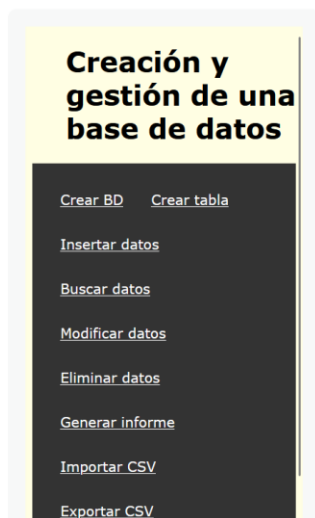 Creación y
gestión de una
base de datos
Crear BD Crear tabla
Insertar datos
Buscar datos
Modificar datos
Eliminar datos
Generar informe
Importar CSV
Exportar CSV